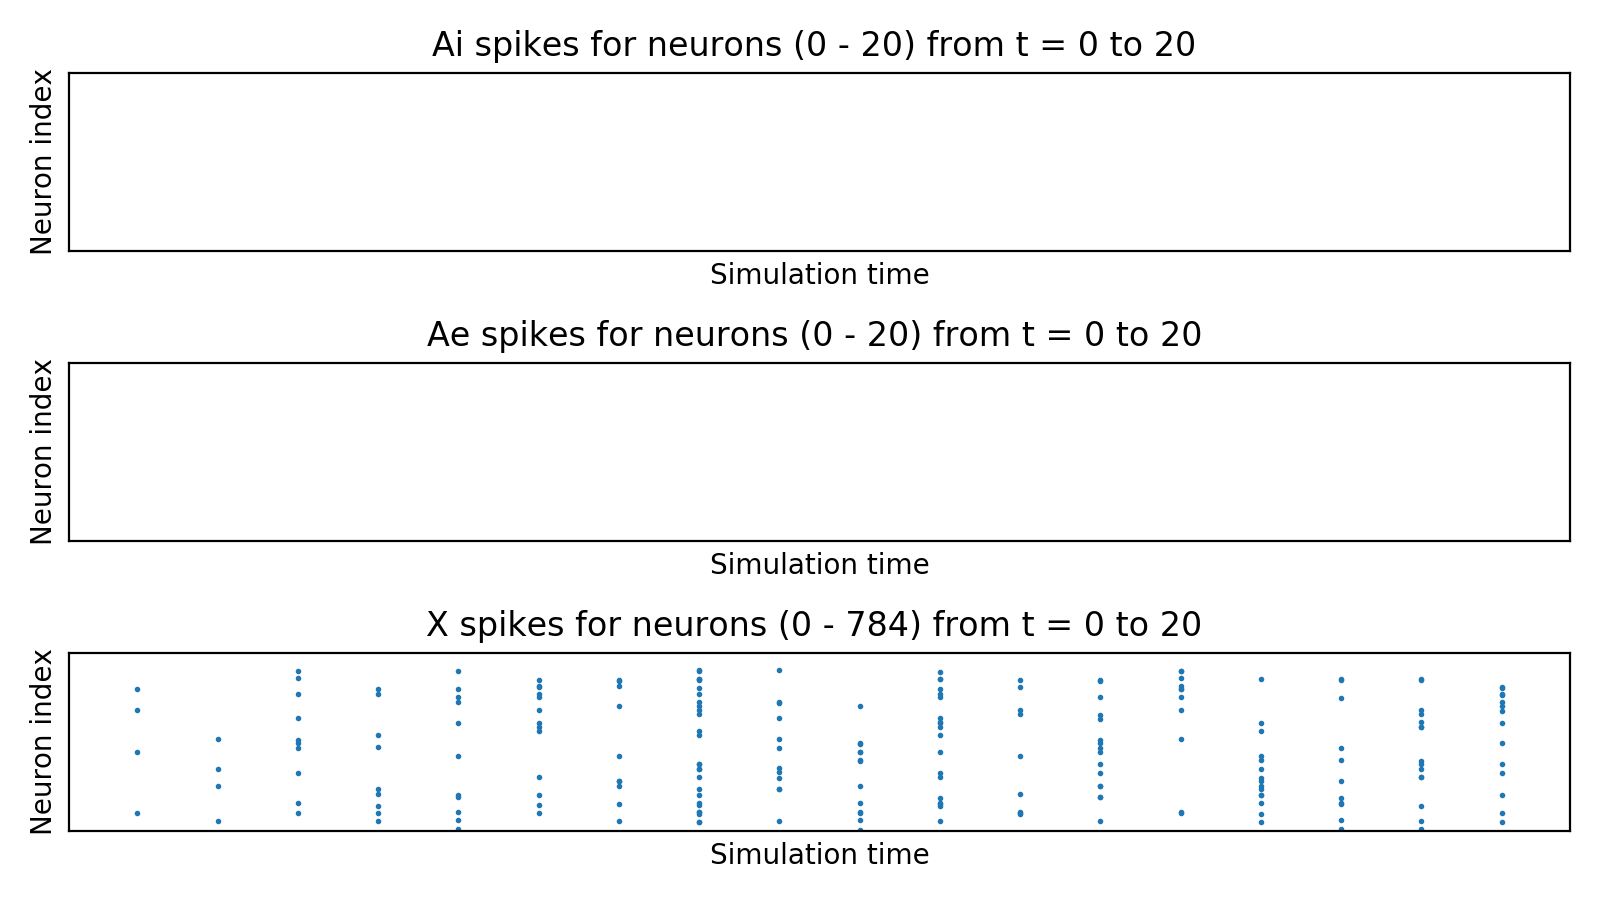 Ai spikes for neurons (0 - 20) from t = 0 to 20
Neuron index
Simulation time
Ae spikes for neurons (0 - 20) from t = 0 to 20
Neuron index
Simulation time
X spikes for neurons (0 - 784) from t = 0 to 20
Neuron index
Simulation time